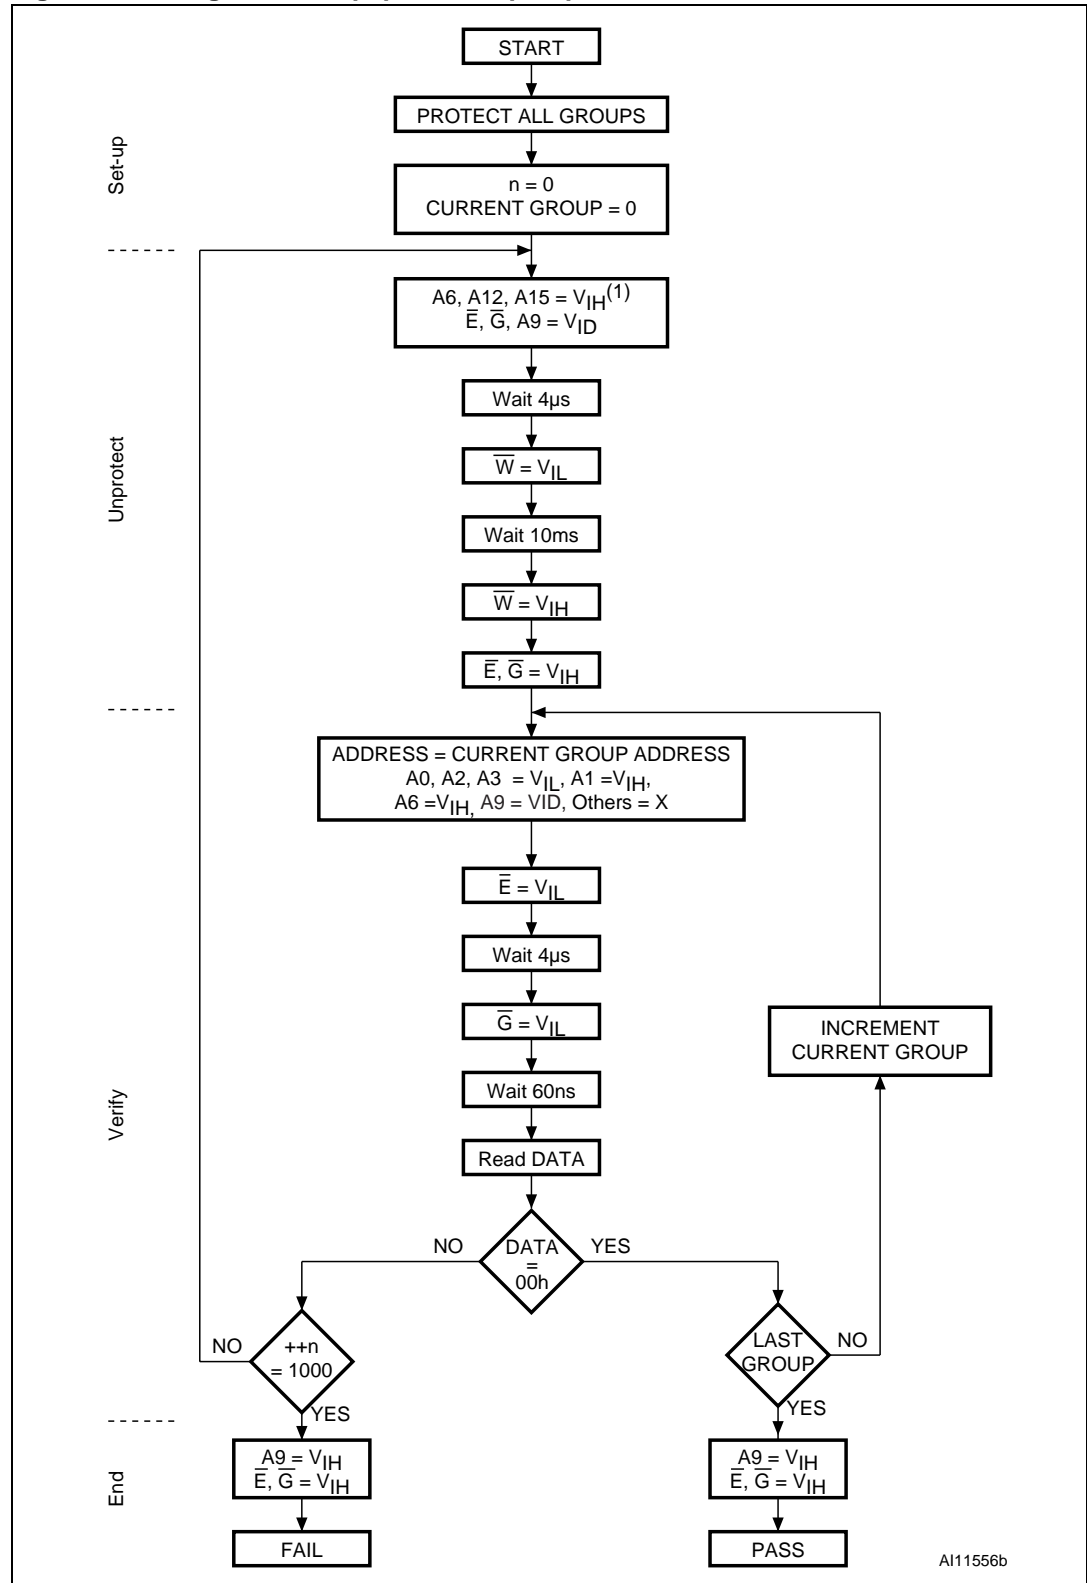 START
PROTECT ALL GROUPS
Set-up
n = 0
CURRENT GROUP = 0
A6, A12, A15 = VIH(1)
E̅, G̅, A9 = VID
Wait 4µs
Unprotect
W̅ = VIL
Wait 10ms
W̅ = VIH
E̅, G̅ = VIH
ADDRESS = CURRENT GROUP ADDRESS
A0, A2, A3 = VIL, A1 =VIH,
A6 =VIH, A9 = VID, Others = X
E̅ = VIL
Wait 4µs
G̅ = VIL
INCREMENT
CURRENT GROUP
Wait 60ns
Verify
Read DATA
NO
DATA
=
00h
YES
NO
++n
= 1000
YES
LAST
GROUP
NO
YES
End
A9 = VIH
E̅, G̅ = VIH
A9 = VIH
E̅, G̅ = VIH
FAIL
PASS
AI11556b